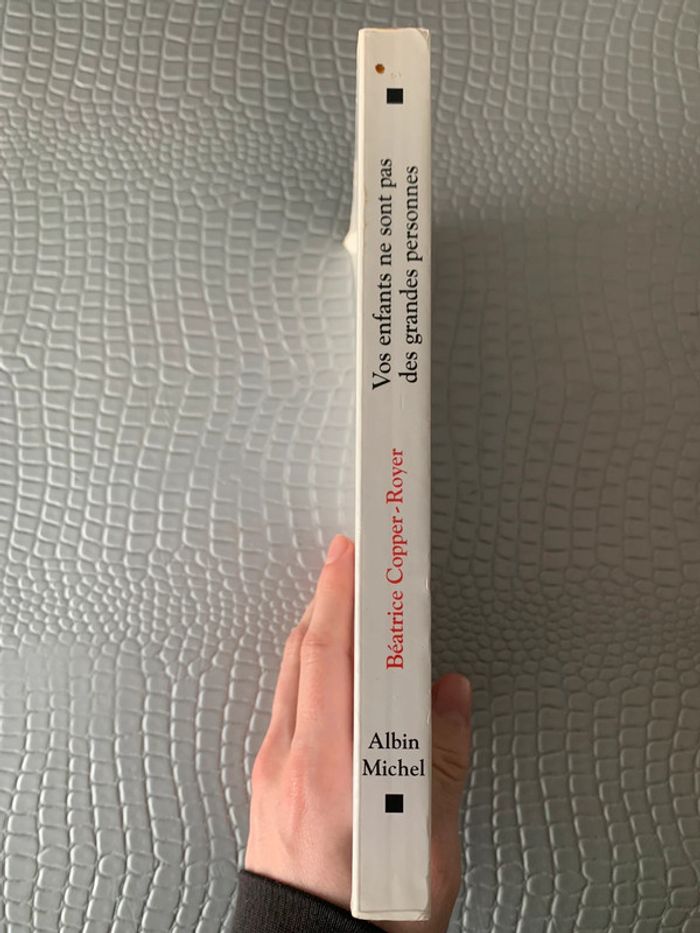 Vos enfants ne sont pas
des grandes personnes
Béatrice Copper-Royer
Albin
Michel